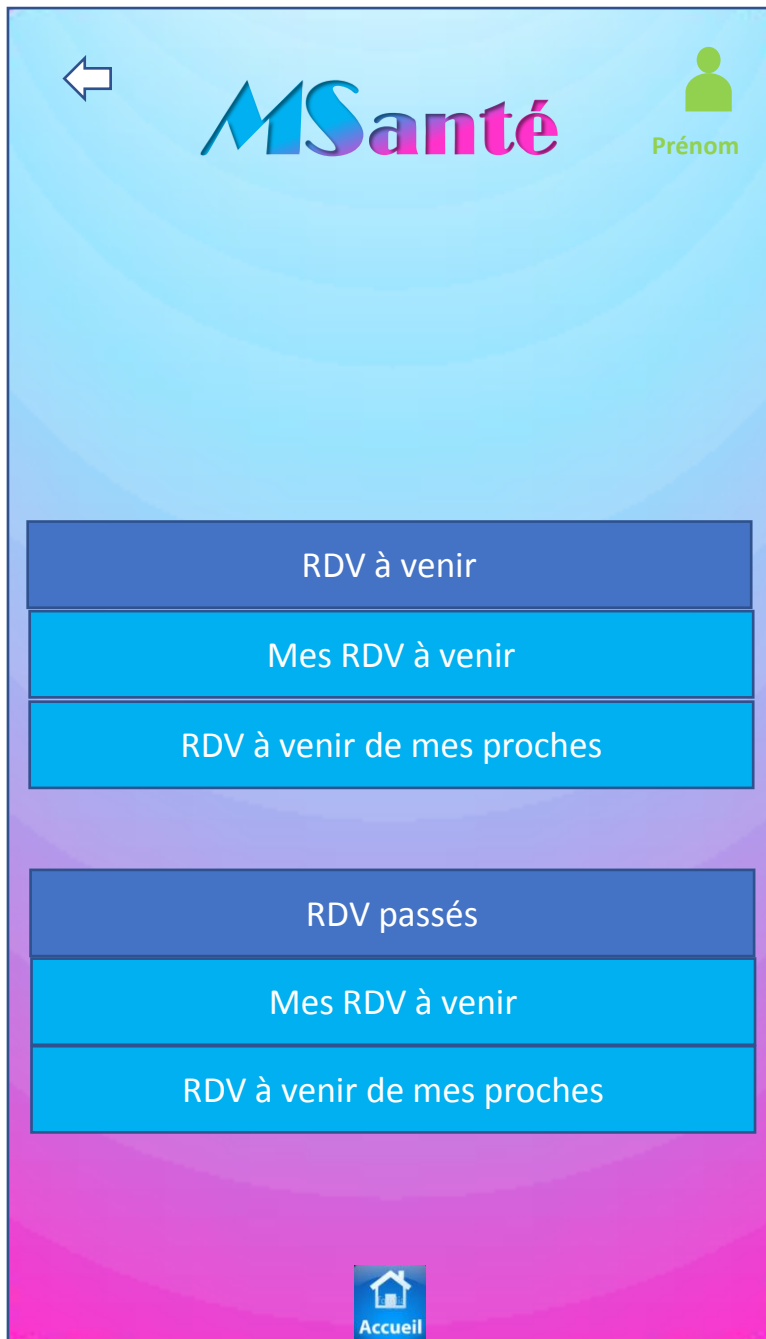 MSanté
Prénom
RDV à venir
Mes RDV à venir
RDV à venir de mes proches
RDV passés
Mes RDV à venir
RDV à venir de mes proches
Accueil